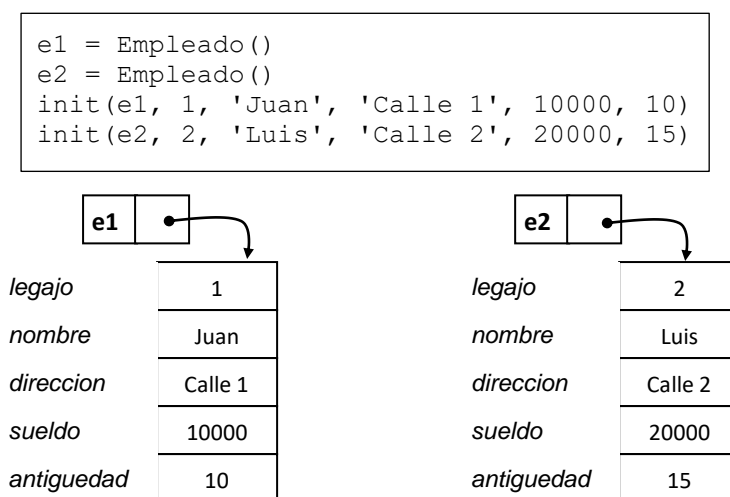 e1 = Empleado()
e2 = Empleado()
init(e1, 1, 'Juan', 'Calle 1', 10000, 10)
init(e2, 2, 'Luis', 'Calle 2', 20000, 15)
e1
legajo 1
nombre Juan
direccion Calle 1
sueldo 10000
antiguedad 10
e2
legajo 2
nombre Luis
direccion Calle 2
sueldo 20000
antiguedad 15